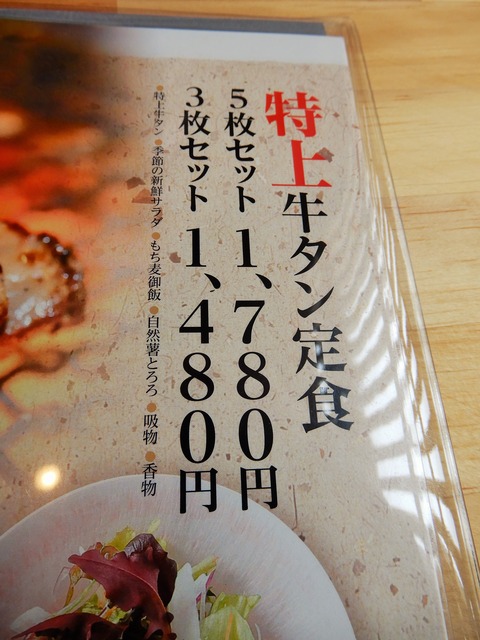 特上牛タン定食
5枚セット 1,780円
3枚セット 1,480円
●特上牛タン●季節の新鮮サラダ●もち麦御飯●自然薯とろろ●吸物●香物